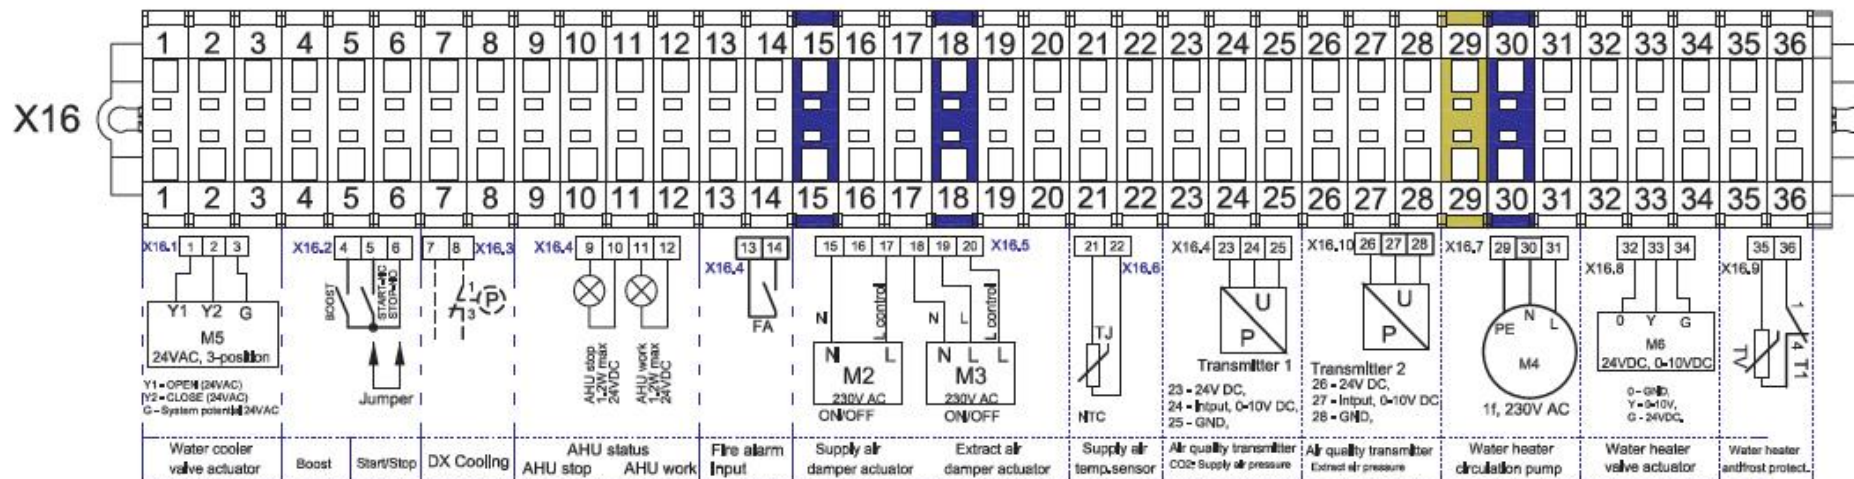 1 2 3 4 5 6 7 8 9 10 11 12 13 14 15 16 17 18 19 20 21 22 23 24 25 26 27 28 29 30 31 32 33 34 35 36
X16
1 2 3 4 5 6 7 8 9 10 11 12 13 14 15 16 17 18 19 20 21 22 23 24 25 26 27 28 29 30 31 32 33 34 35 36
X16.1 1 2 3
Y1 Y2 G
M5
24VAC, 3-position
Y1 - OPEN (24VAC)
Y2 - CLOSE (24VAC)
G - System potential 24VAC
Water cooler
valve actuator
X16.2 4 5 6
BOOST
START-NC
STOP-NO
Jumper
Boost
Start/Stop
7 8 X16.3
1
3
P
DX Cooling
X16.4 9 10 11 12
AHU stop
1,2W max
24VDC
AHU work
1,2W max
24VDC
AHU status
AHU stop AHU work
13 14
X16.4
FA
Fire alarm
Input
15 16 17 18 19 20 X16.5
N
L control
N
L
L control
N L
M2
230V AC
ON/OFF
N L L
M3
230V AC
ON/OFF
Supply air
damper actuator
Extract air
damper actuator
21 22
X16.6
TJ
NTC
Supply air
temp.sensor
X16.4 23 24 25
U
P
Transmitter 1
23 - 24V DC,
24 - Intput, 0-10V DC,
25 - GND,
Air quality transmitter
CO2; Supply air pressure
X16.10 26 27 28
U
P
Transmitter 2
26 - 24V DC,
27 - Intput, 0-10V DC
28 - GND,
Air quality transmitter
Extract air pressure
X16.7 29 30 31
PE N L
M4
1f, 230V AC
Water heater
circulation pump
32 33 34
X16.8
0 Y G
M6
24VDC, 0-10VDC
0 - GND,
Y - 0-10V,
G - 24VDC,
Water heater
valve actuator
35 36
X16.9
1
4
TV
T1
Water heater
antifrost protect.